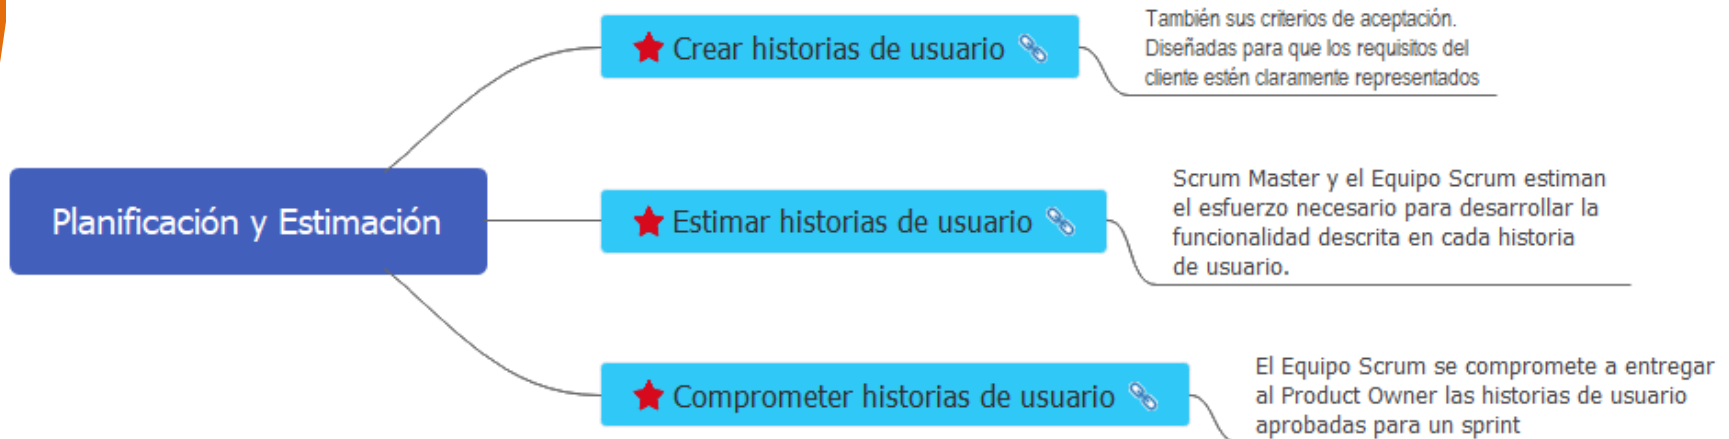 Planificación y Estimación
Crear historias de usuario
También sus criterios de aceptación.
Diseñadas para que los requisitos del
cliente estén claramente representados
Estimar historias de usuario
Scrum Master y el Equipo Scrum estiman
el esfuerzo necesario para desarrollar la
funcionalidad descrita en cada historia
de usuario.
Comprometer historias de usuario
El Equipo Scrum se compromete a entregar
al Product Owner las historias de usuario
aprobadas para un sprint